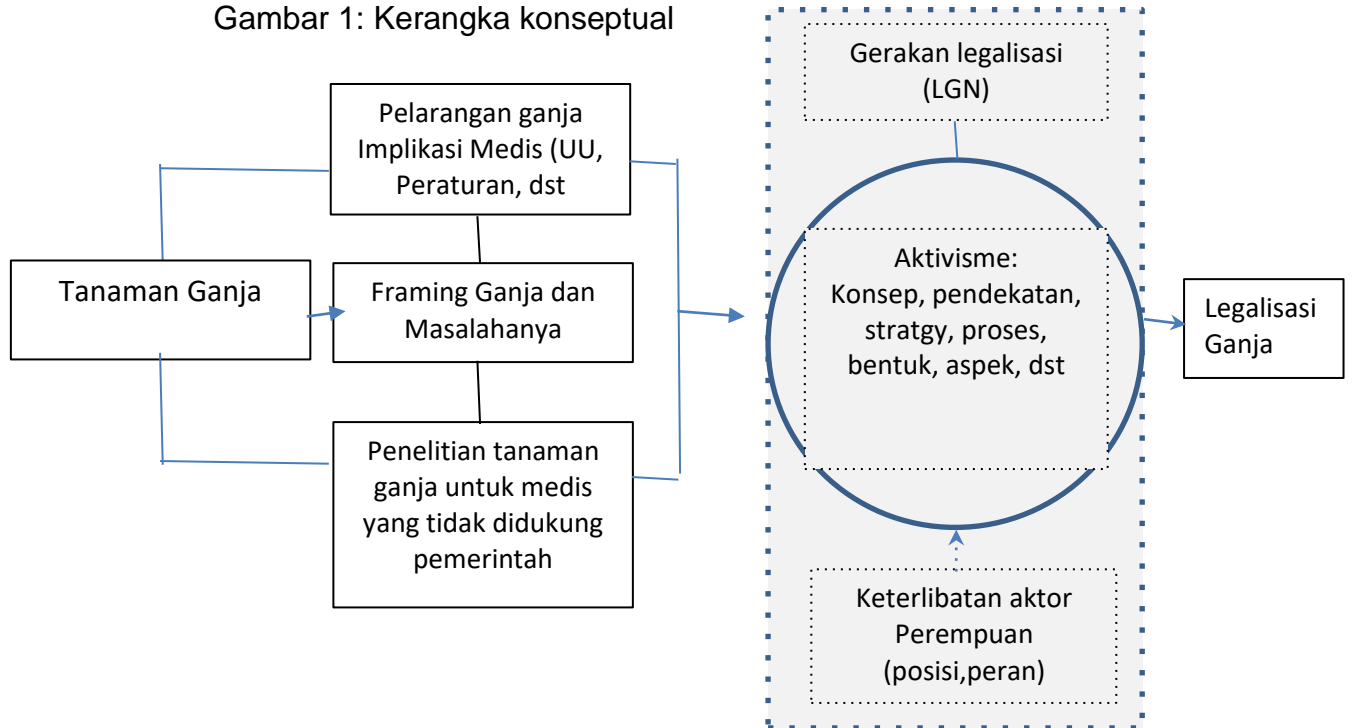 Gambar 1: Kerangka konseptual
Tanaman Ganja
Pelarangan ganja
Implikasi Medis (UU,
Peraturan, dst
Framing Ganja dan
Masalahanya
Penelitian tanaman
ganja untuk medis
yang tidak didukung
pemerintah
Gerakan legalisasi
(LGN)
Aktivisme:
Konsep, pendekatan,
stratgy, proses,
bentuk, aspek, dst
Keterlibatan aktor
Perempuan
(posisi,peran)
Legalisasi
Ganja